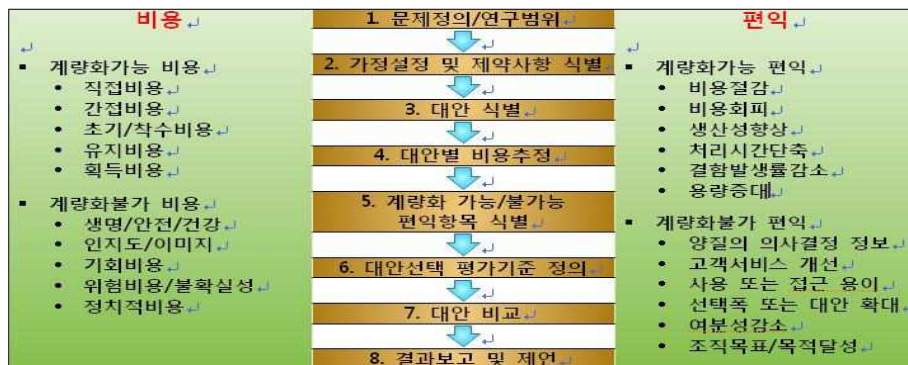 비용
계량화가능 비용
직접비용
간접비용
초기/착수비용
유지비용
획득비용
계량화불가 비용
생명/안전/건강
인지도/이미지
기회비용
위험비용/불확실성
정치적비용
1. 문제정의/연구범위
2. 가정설정 및 제약사항 식별
3. 대안 식별
4. 대안별 비용추정
5. 계량화 가능/불가능
편익항목 식별
6. 대안선택 평가기준 정의
7. 대안 비교
8. 결과보고 및 제언
편익
계량화가능 편익
비용절감
비용회피
생산성향상
처리시간단축
결함발생률감소
용량증대
계량화불가 편익
양질의 의사결정 정보
고객서비스 개선
사용 또는 접근 용이
선택폭 또는 대안 확대
여분성감소
조직목표/목적달성